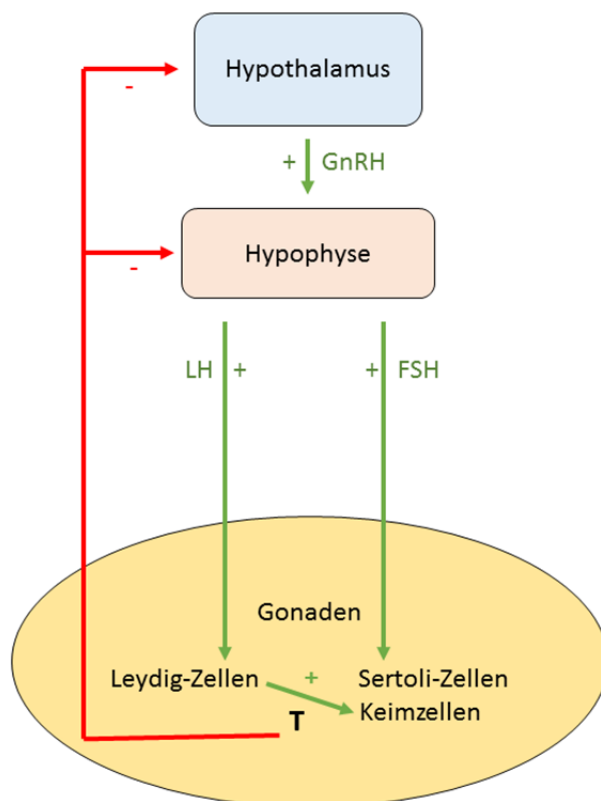 Hypothalamus
-
+ GnRH
Hypophyse
-
LH + + FSH
Gonaden
Leydig-Zellen + Sertoli-Zellen
T Keimzellen